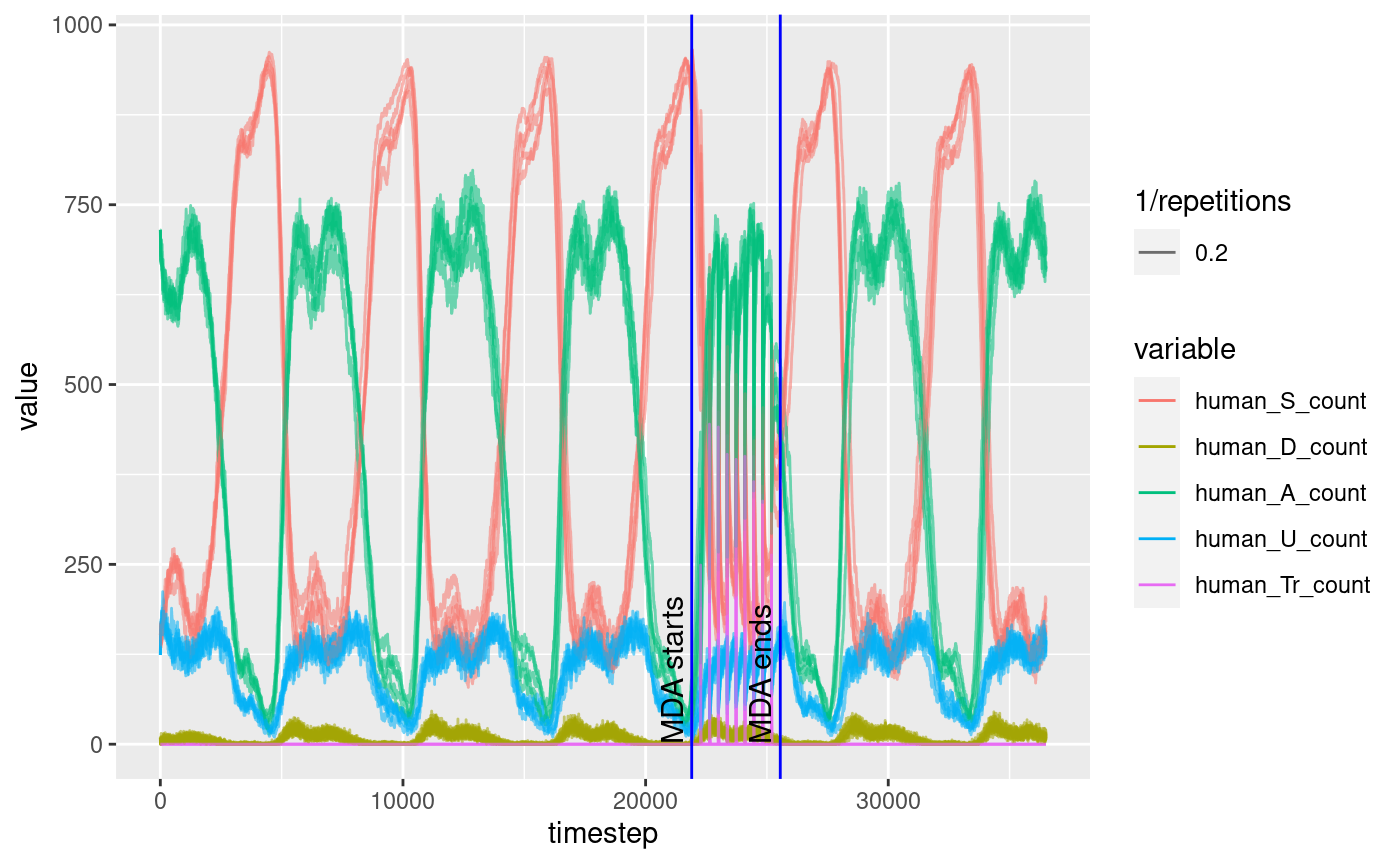 1000
750
500
250
0
value
0
10000
20000
30000
timestep
MDA starts
MDA ends
1/repetitions
0.2
variable
human_S_count
human_D_count
human_A_count
human_U_count
human_Tr_count